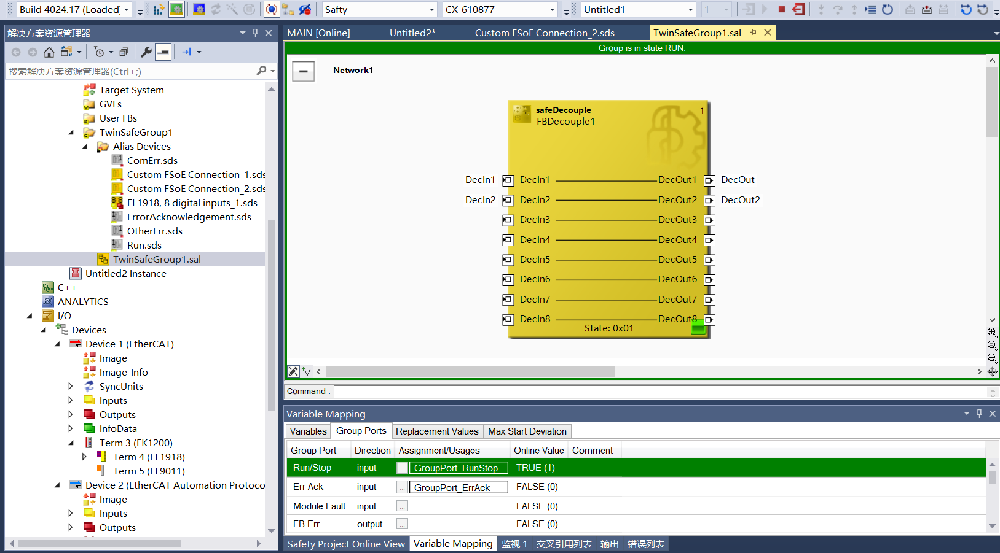 Build 4024.17 (Loaded)
Safty
CX-610877
Untitled1
1
解决方案资源管理器
MAIN [Online]
Untitled2*
Custom FSoE Connection_2.sds
TwinSafeGroup1.sal
Group is in state RUN.
搜索解决方案资源管理器(Ctrl+;)
Target System
GVLs
User FBs
TwinSafeGroup1
Alias Devices
ComErr.sds
Custom FSoE Connection_1.sds
Custom FSoE Connection_2.sds
EL1918, 8 digital inputs_1.sds
ErrorAcknowledgement.sds
OtherErr.sds
Run.sds
TwinSafeGroup1.sal
Untitled2 Instance
C++
ANALYTICS
I/O
Devices
Device 1 (EtherCAT)
Image
Image-Info
SyncUnits
Inputs
Outputs
InfoData
Term 3 (EK1200)
Term 4 (EL1918)
Term 5 (EL9011)
Device 2 (EtherCAT Automation Protoco
Image
Inputs
Outputs
Network1
safeDecouple
1
FBDecouple1
DecIn1 DecIn1 DecOut1 DecOut
DecIn2 DecIn2 DecOut2 DecOut2
DecIn3 DecOut3
DecIn4 DecOut4
DecIn5 DecOut5
DecIn6 DecOut6
DecIn7 DecOut7
DecIn8 DecOut8
State: 0x01
Command :
Variable Mapping
Variables Group Ports Replacement Values Max Start Deviation
Group Port Direction Assignment/Usages Online Value Comment
Run/Stop input ... GroupPort_RunStop TRUE (1)
Err Ack input ... GroupPort_ErrAck FALSE (0)
Module Fault input ... FALSE (0)
FB Err output ... FALSE (0)
Safety Project Online View Variable Mapping 监视 1 交叉引用列表 输出 错误列表